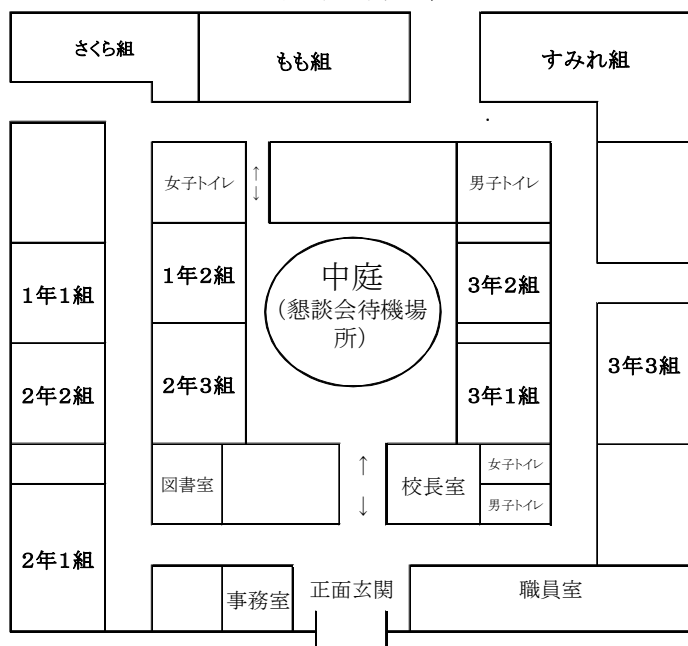 さくら組
もも組
すみれ組
女子トイレ
↑
↓
男子トイレ
1年1組
1年2組
中庭
(懇談会待機場
所)
3年2組
2年2組
2年3組
3年1組
3年3組
図書室
↑
↓
校長室
女子トイレ
男子トイレ
2年1組
事務室
正面玄関
職員室